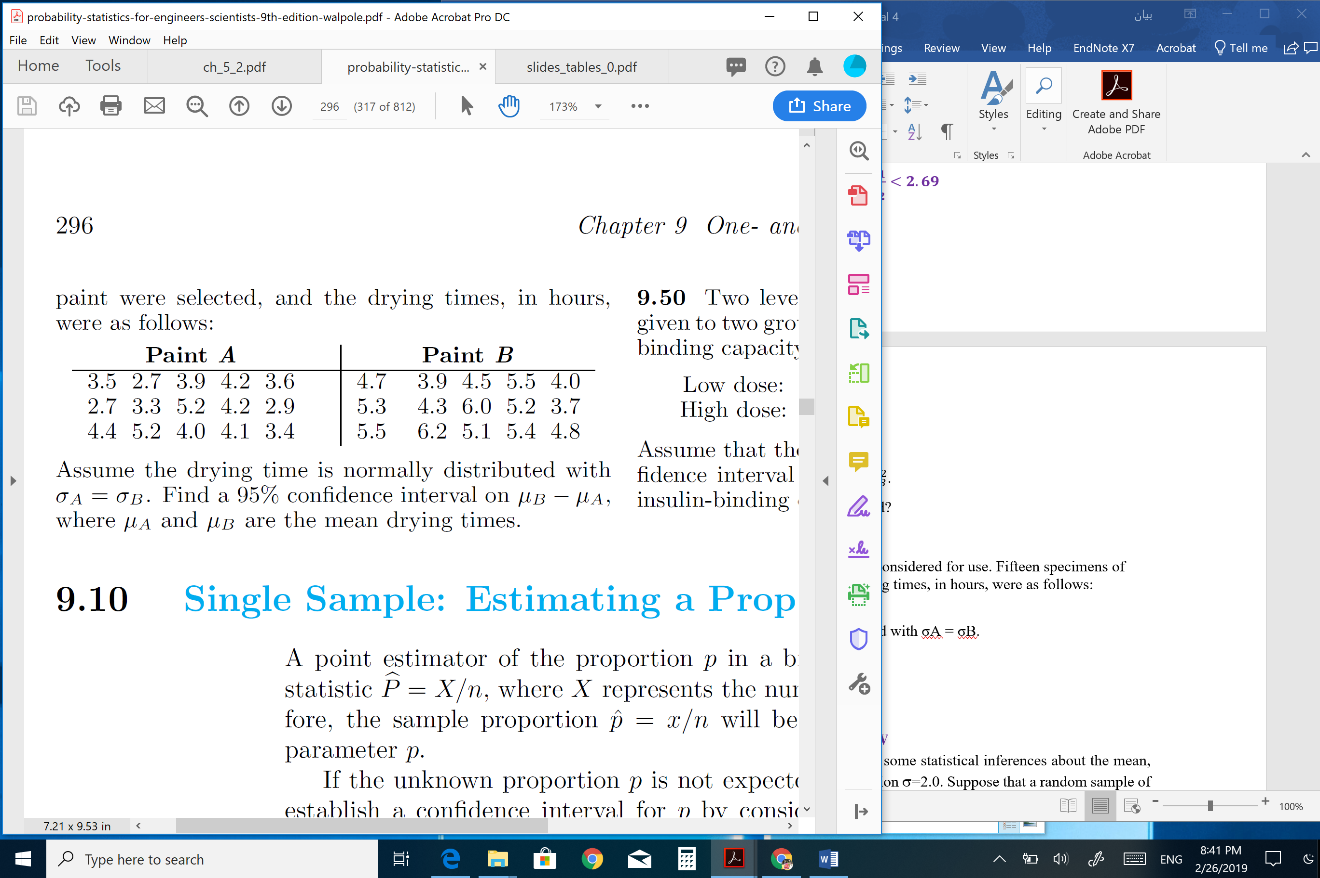 probability-statistics-for-engineers-scientists-9th-edition-walpole.pdf - Adobe Acrobat Pro DC
File Edit View Window Help
Home Tools ch_5_2.pdf probability-statistic... × slides_tables_0.pdf
296 (317 of 812) 173% Share
296 Chapter 9 One- an
paint were selected, and the drying times, in hours,
were as follows:
Paint A Paint B
3.5 2.7 3.9 4.2 3.6 4.7 3.9 4.5 5.5 4.0
2.7 3.3 5.2 4.2 2.9 5.3 4.3 6.0 5.2 3.7
4.4 5.2 4.0 4.1 3.4 5.5 6.2 5.1 5.4 4.8
Assume the drying time is normally distributed with
σA = σB. Find a 95% confidence interval on μB − μA,
where μA and μB are the mean drying times.
9.50 Two leve
given to two gro
binding capacity
Low dose:
High dose:
Assume that the
fidence interval
insulin-binding
9.10 Single Sample: Estimating a Prop
A point estimator of the proportion p in a b
statistic P̂ = X/n, where X represents the nu
fore, the sample proportion p̂ = x/n will be
parameter p.
If the unknown proportion p is not expect
establish a confidence interval for p by consi
7.21 x 9.53 in
al 4 بيان
ngs Review View Help EndNote X7 Acrobat Tell me
Styles Editing Create and Share
Adobe PDF
Styles Adobe Acrobat
< 2.69
d?
onsidered for use. Fifteen specimens of
g times, in hours, were as follows:
d with σA = σB.
some statistical inferences about the mean,
on σ=2.0. Suppose that a random sample of
100%
Type here to search
ENG
8:41 PM
2/26/2019